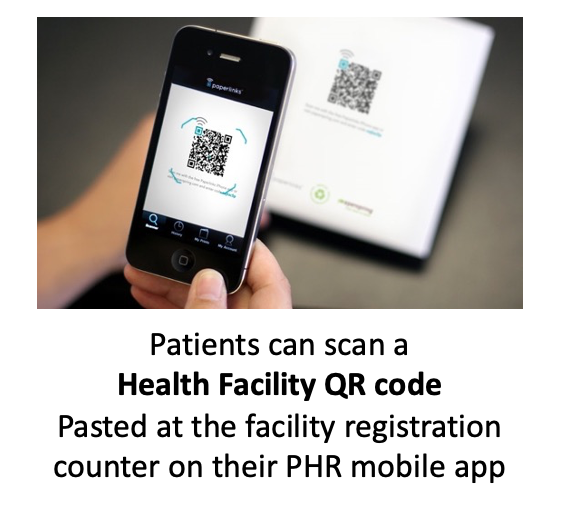 paperlinks
Patients can scan a
Health Facility QR code
Pasted at the facility registration
counter on their PHR mobile app